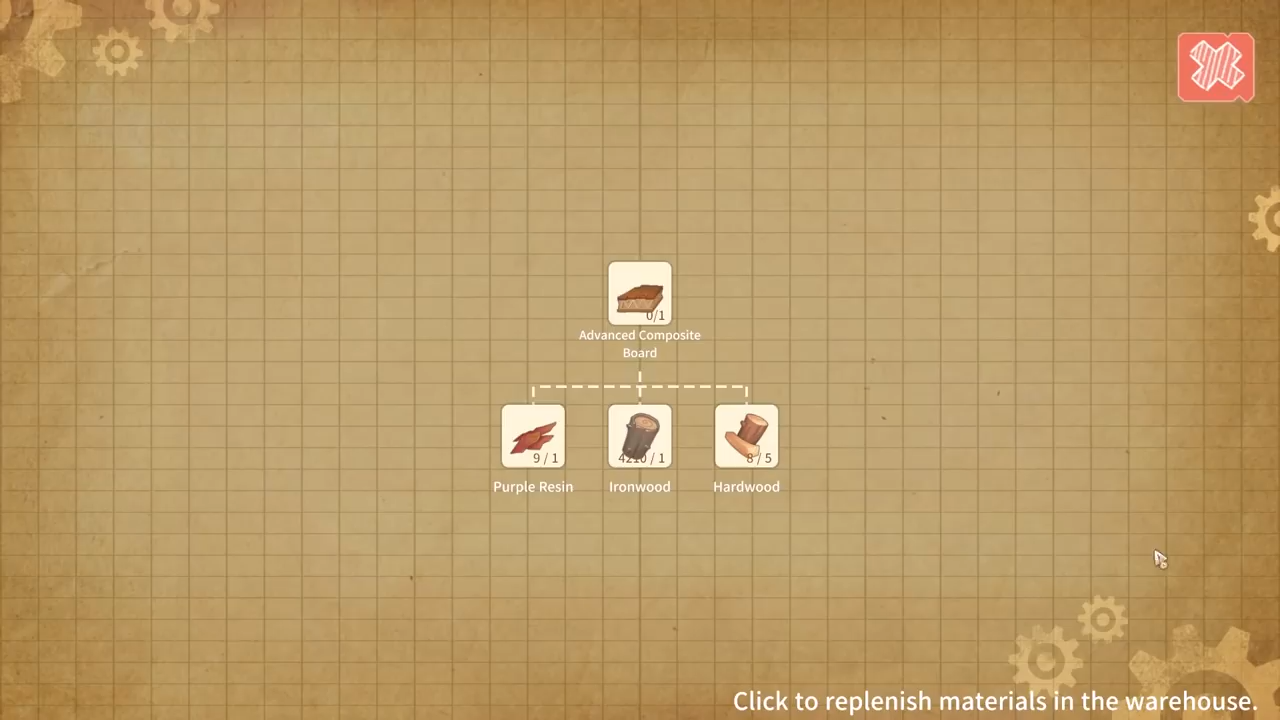 0/1
Advanced Composite
Board
9 / 1
4210 / 1
8 / 5
Purple Resin
Ironwood
Hardwood
Click to replenish materials in the warehouse.